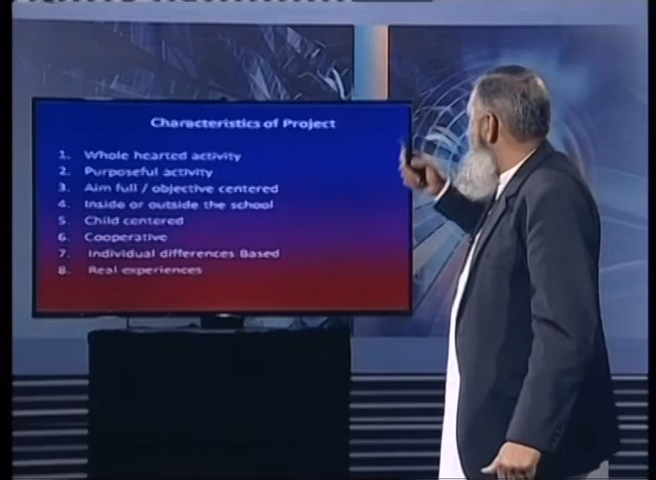 Characteristics of Project
1. Whole hearted activity
2. Purposeful activity
3. Aim full / objective centered
4. Inside or outside the school
5. Child centered
6. Cooperative
7. Individual differences Based
8. Real experiences